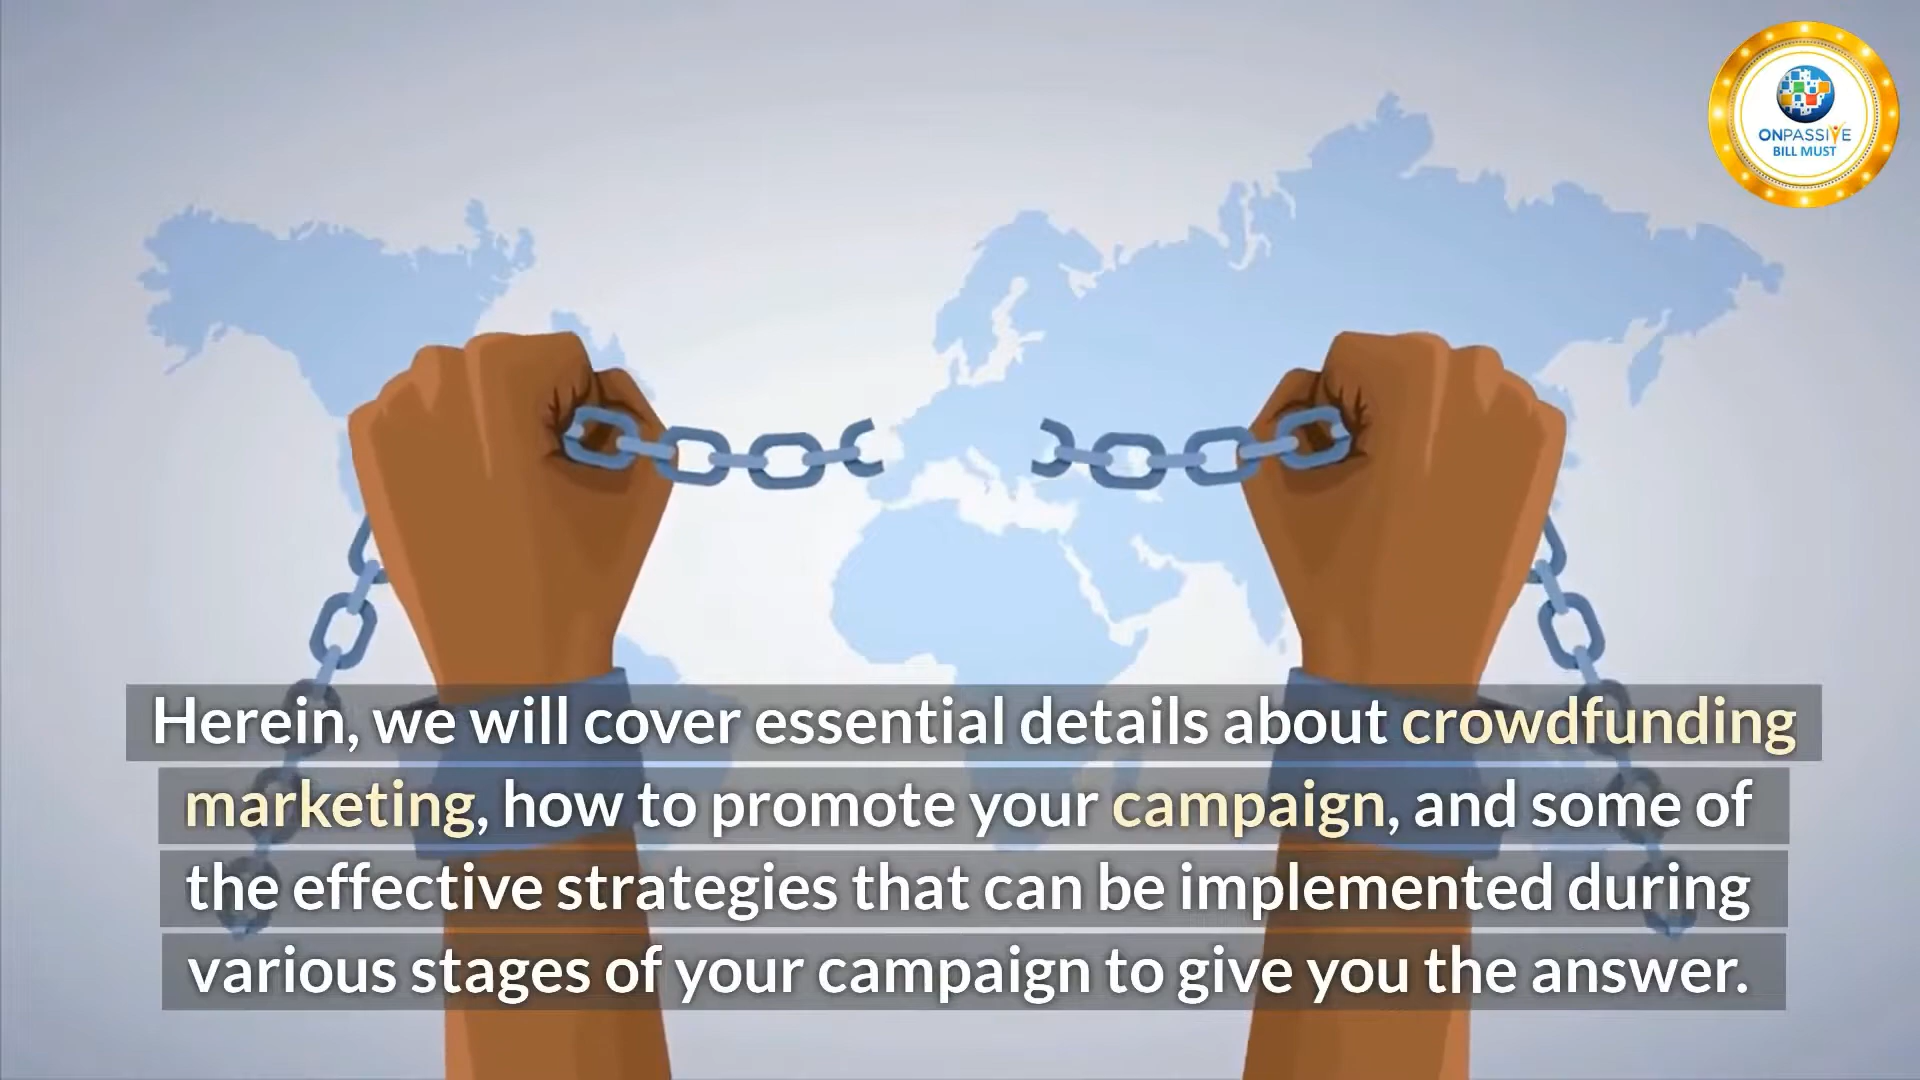 ONPASSIVE
BILL MUST
Herein, we will cover essential details about crowdfunding
marketing, how to promote your campaign, and some of
the effective strategies that can be implemented during
various stages of your campaign to give you the answer.